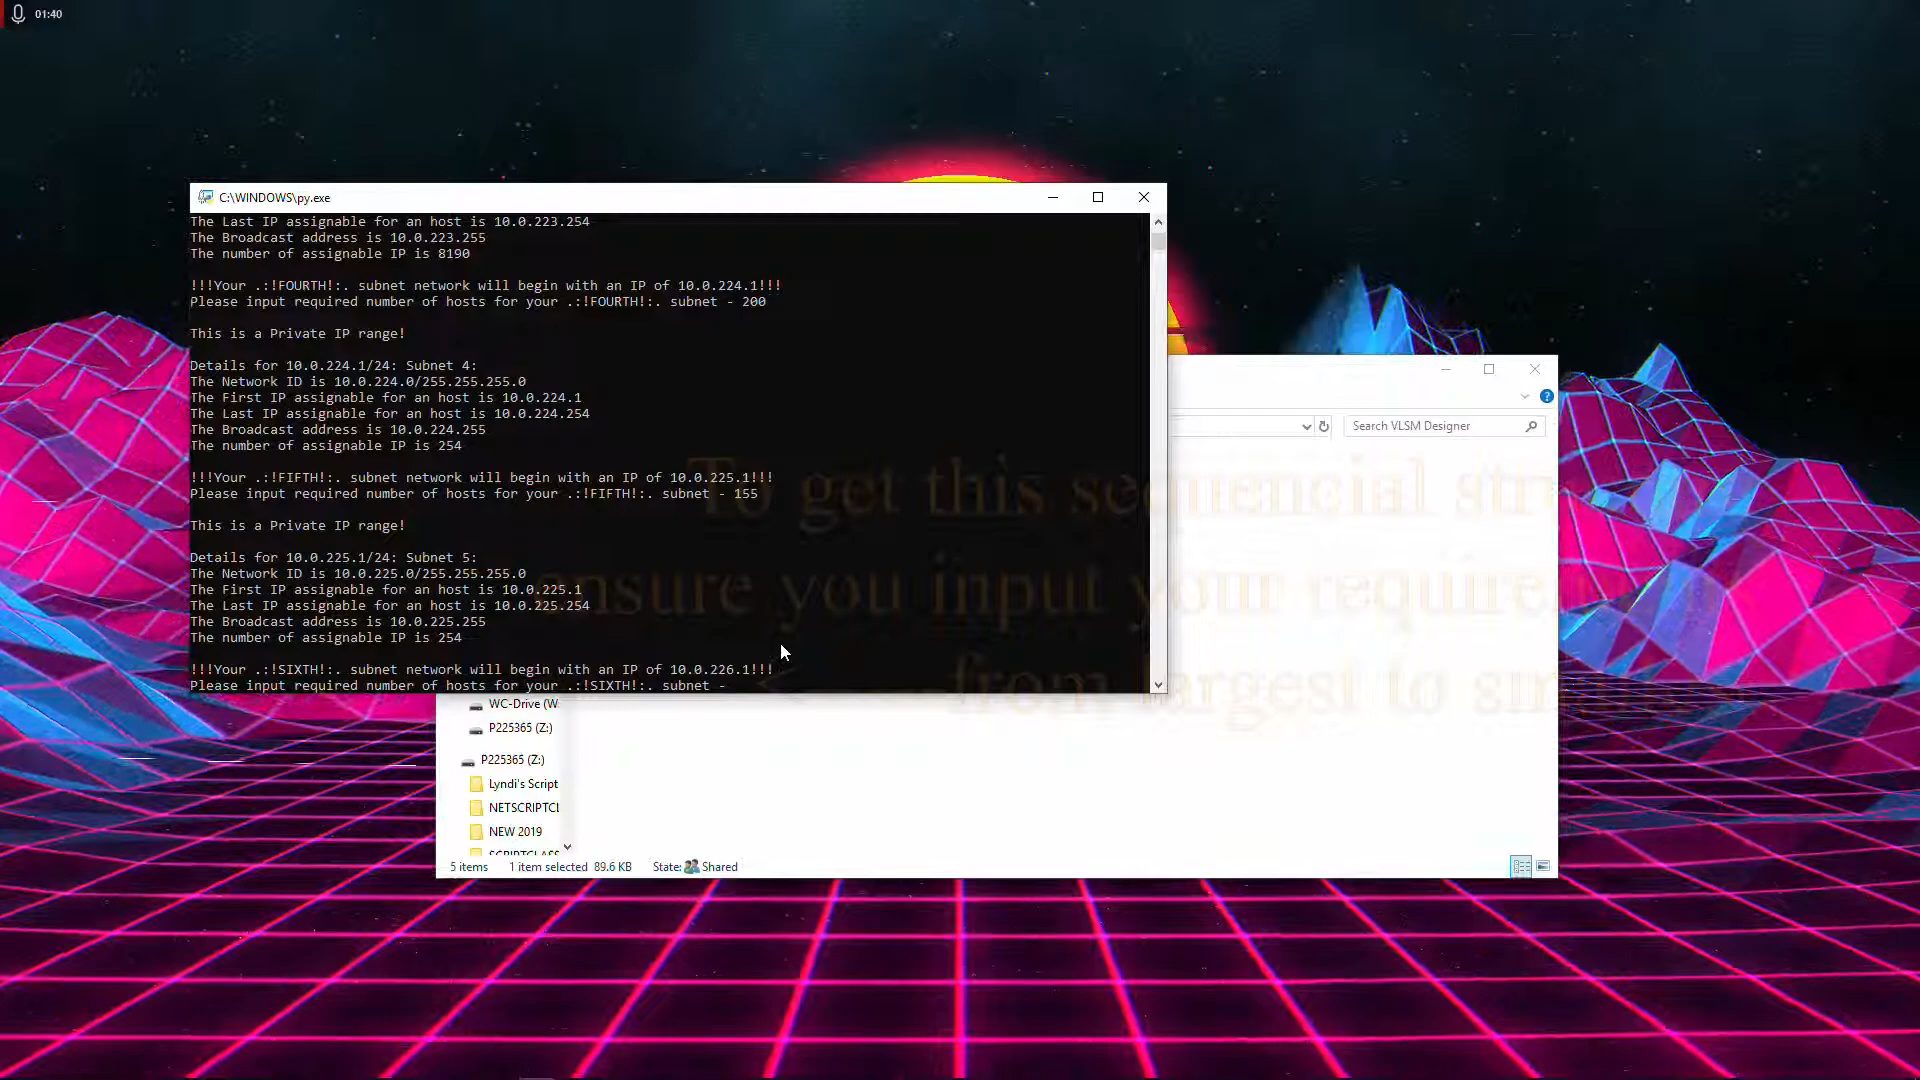 01:40
C:\WINDOWS\py.exe
The Last IP assignable for an host is 10.0.223.254
The Broadcast address is 10.0.223.255
The number of assignable IP is 8190
!!!Your .:!FOURTH!:. subnet network will begin with an IP of 10.0.224.1!!!
Please input required number of hosts for your .:!FOURTH!:. subnet - 200
This is a Private IP range!
Details for 10.0.224.1/24: Subnet 4:
The Network ID is 10.0.224.0/255.255.255.0
The First IP assignable for an host is 10.0.224.1
The Last IP assignable for an host is 10.0.224.254
The Broadcast address is 10.0.224.255
The number of assignable IP is 254
!!!Your .:!FIFTH!:. subnet network will begin with an IP of 10.0.225.1!!!
Please input required number of hosts for your .:!FIFTH!:. subnet - 155
This is a Private IP range!
Details for 10.0.225.1/24: Subnet 5:
The Network ID is 10.0.225.0/255.255.255.0
The First IP assignable for an host is 10.0.225.1
The Last IP assignable for an host is 10.0.225.254
The Broadcast address is 10.0.225.255
The number of assignable IP is 254
!!!Your .:!SIXTH!:. subnet network will begin with an IP of 10.0.226.1!!!
Please input required number of hosts for your .:!SIXTH!:. subnet -
Search VLSM Designer
To get this sequencial
ensure you input your
from largest to
WC-Drive (W
P225365 (Z:)
P225365 (Z:)
Lyndi's Script
NETSCRIPTCL
NEW 2019
SCRIPTCLASS
5 items 1 item selected 89.6 KB State: Shared